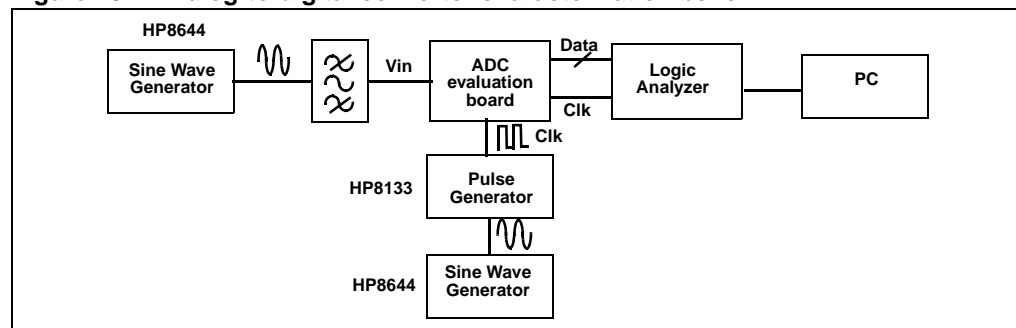 HP8644
Sine Wave
Generator
Vin
ADC
evaluation
board
Data
Clk
Logic
Analyzer
PC
Clk
HP8133
Pulse
Generator
HP8644
Sine Wave
Generator